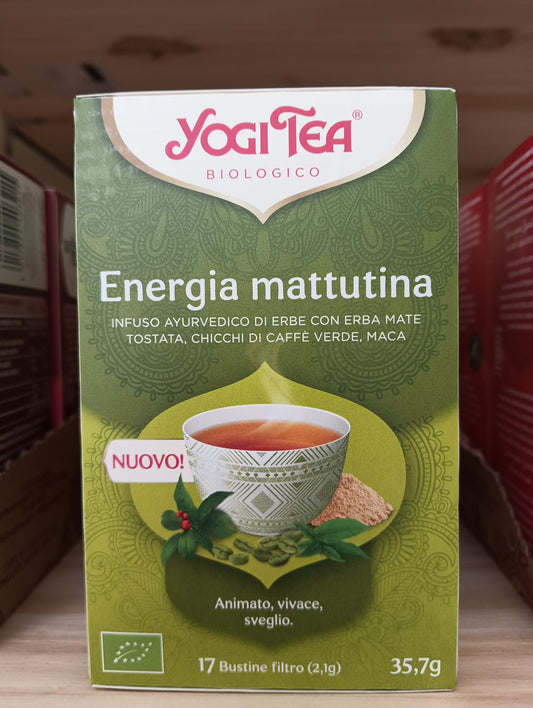 YOGI TEA®
BIOLOGICO
Energia mattutina
INFUSO AYURVEDICO DI ERBE CON ERBA MATE
TOSTATA, CHICCHI DI CAFFÈ VERDE, MACA
NUOVO!
Animato, vivace,
sveglio.
17 Bustine filtro (2,1g)
35,7g